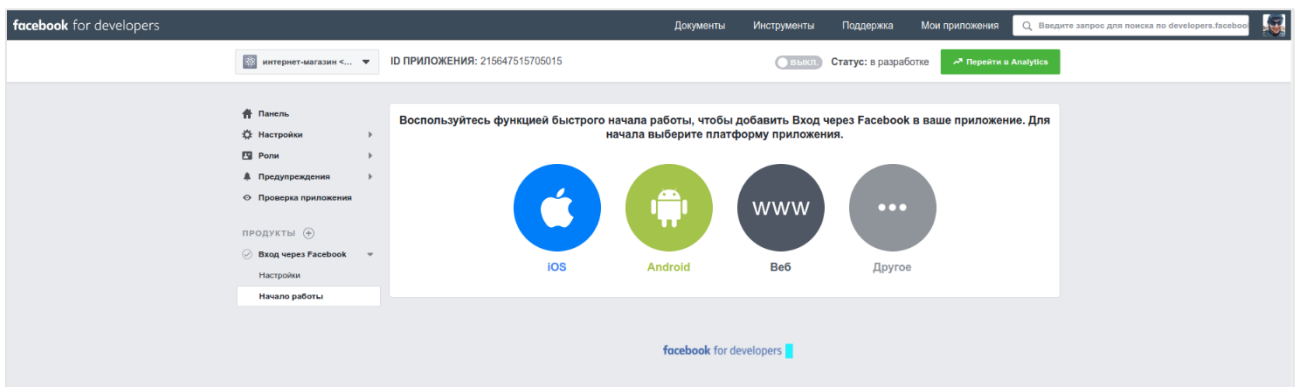 facebook for developers
Документы Инструменты Поддержка Мои приложения Введите запрос для поиска по developers.faceboo
интернет-магазин <... ID ПРИЛОЖЕНИЯ: 215647515705015 ВЫКЛ. Статус: в разработке Перейти в Analytics
Панель
Настройки
Роли
Предупреждения
Проверка приложения
ПРОДУКТЫ
Вход через Facebook
Настройки
Начало работы
Воспользуйтесь функцией быстрого начала работы, чтобы добавить Вход через Facebook в ваше приложение. Для
начала выберите платформу приложения.
www
iOS Android Веб Другое
facebook for developers